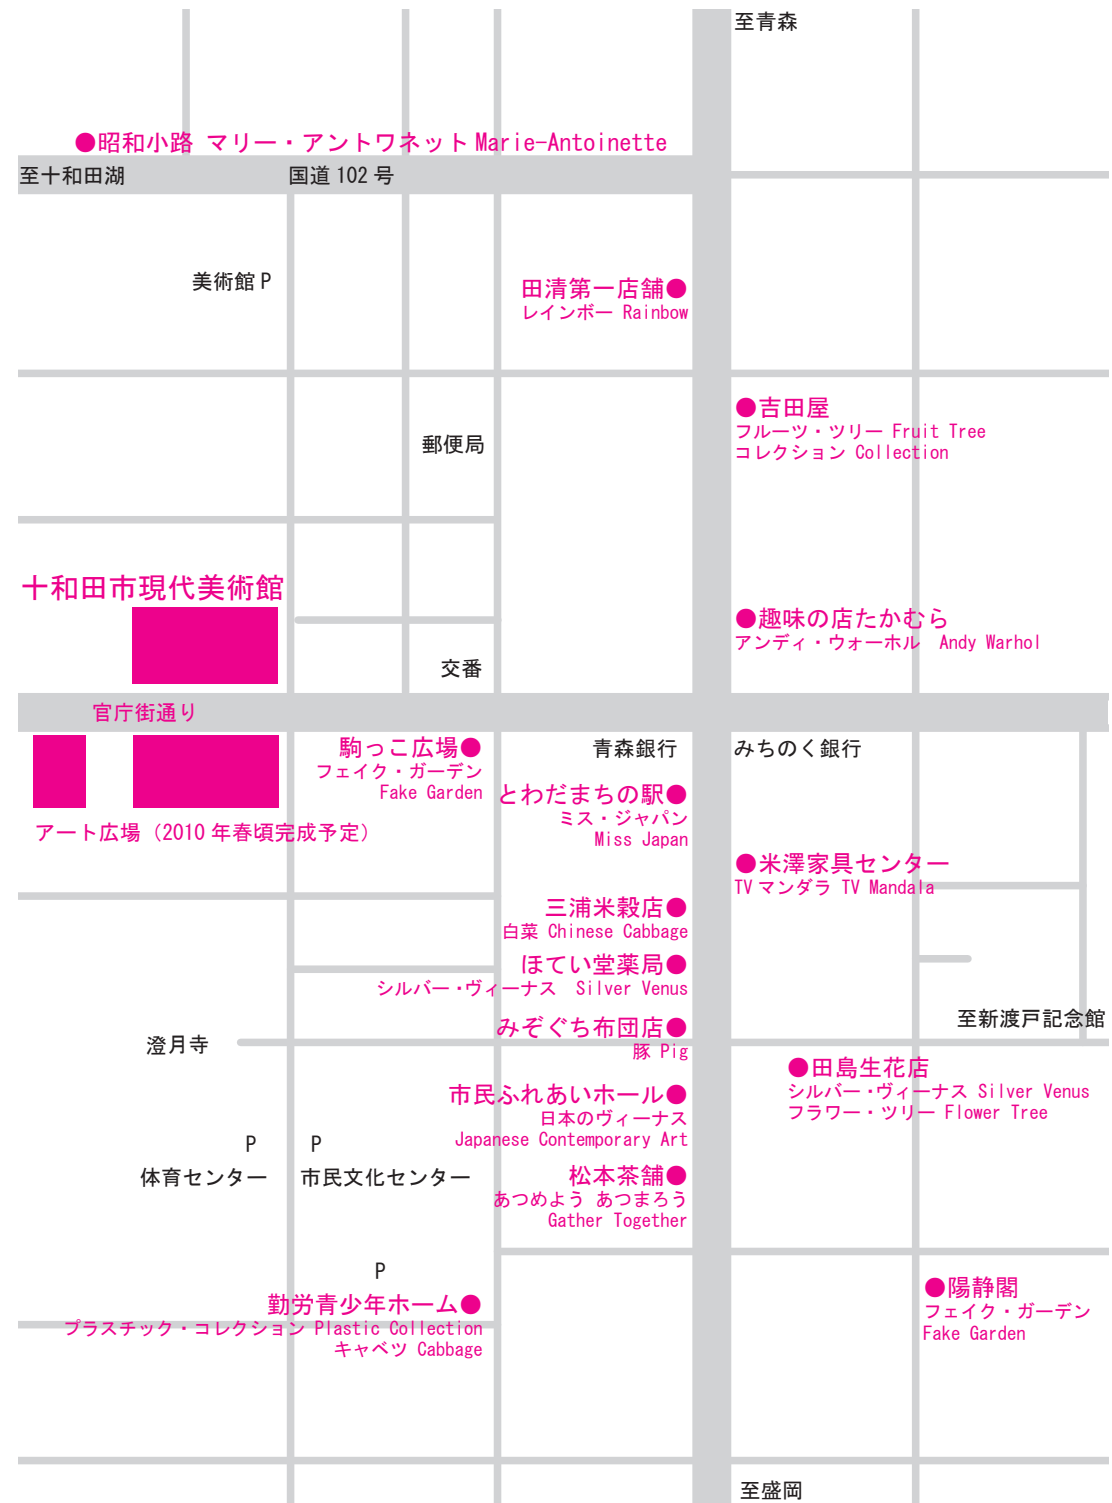 至青森
●昭和小路 マリー・アントワネット Marie-Antoinette
至十和田湖
国道 102 号
美術館 P
田清第一店舗●
レインボー Rainbow
●吉田屋
フルーツ・ツリー Fruit Tree
コレクション Collection
郵便局
十和田市現代美術館
●趣味の店たかむら
アンディ・ウォーホル Andy Warhol
交番
官庁街通り
駒っこ広場●
フェイク・ガーデン
Fake Garden
青森銀行
みちのく銀行
とわだまちの駅●
ミス・ジャパン
Miss Japan
アート広場（2010 年春頃完成予定）
●米澤家具センター
TV マンダラ TV Mandala
三浦米穀店●
白菜 Chinese Cabbage
ほてい堂薬局●
シルバー・ヴィーナス Silver Venus
至新渡戸記念館
みぞぐち布団店●
豚 Pig
澄月寺
●田島生花店
シルバー・ヴィーナス Silver Venus
フラワー・ツリー Flower Tree
市民ふれあいホール●
日本のヴィーナス
Japanese Contemporary Art
P
P
体育センター
市民文化センター
松本茶舗●
あつめよう あつまろう
Gather Together
P
勤労青少年ホーム●
プラスチック・コレクション Plastic Collection
キャベツ Cabbage
●陽静閣
フェイク・ガーデン
Fake Garden
至盛岡